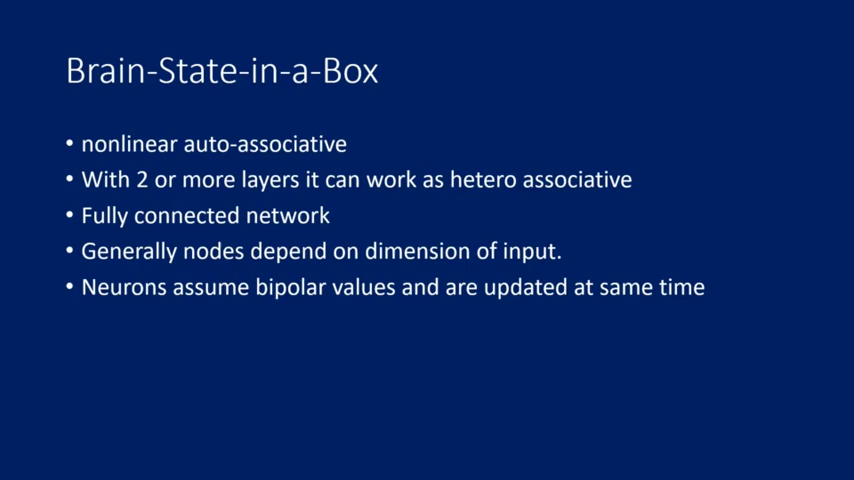 Brain-State-in-a-Box
• nonlinear auto-associative
• With 2 or more layers it can work as hetero associative
• Fully connected network
• Generally nodes depend on dimension of input.
• Neurons assume bipolar values and are updated at same time